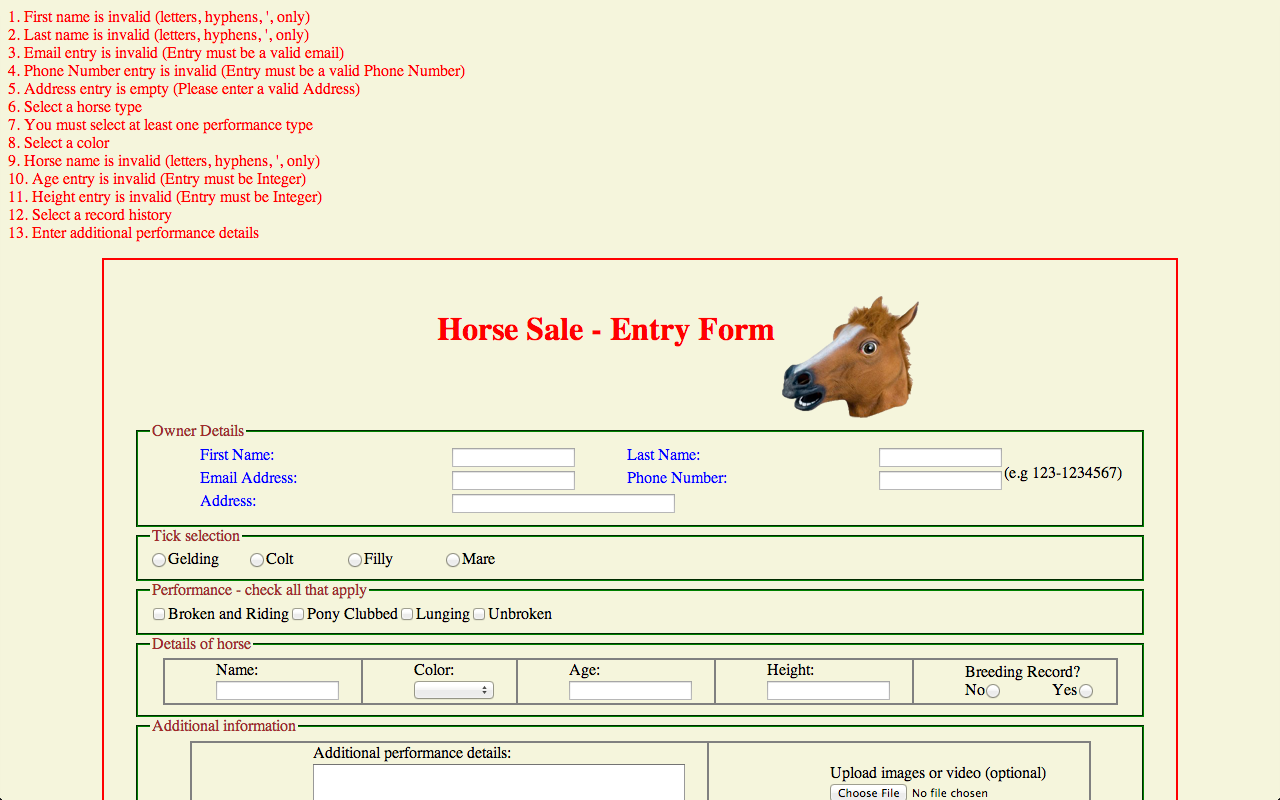 1. First name is invalid (letters, hyphens, ', only)
2. Last name is invalid (letters, hyphens, ', only)
3. Email entry is invalid (Entry must be a valid email)
4. Phone Number entry is invalid (Entry must be a valid Phone Number)
5. Address entry is empty (Please enter a valid Address)
6. Select a horse type
7. You must select at least one performance type
8. Select a color
9. Horse name is invalid (letters, hyphens, ', only)
10. Age entry is invalid (Entry must be Integer)
11. Height entry is invalid (Entry must be Integer)
12. Select a record history
13. Enter additional performance details
Horse Sale - Entry Form
Owner Details
First Name: Last Name:
Email Address: Phone Number: (e.g 123-1234567)
Address:
Tick selection
Gelding Colt Filly Mare
Performance - check all that apply
Broken and Riding Pony Clubbed Lunging Unbroken
Details of horse
Name: Color: Age: Height: Breeding Record?
No Yes
Additional information
Additional performance details:
Upload images or video (optional)
Choose File No file chosen